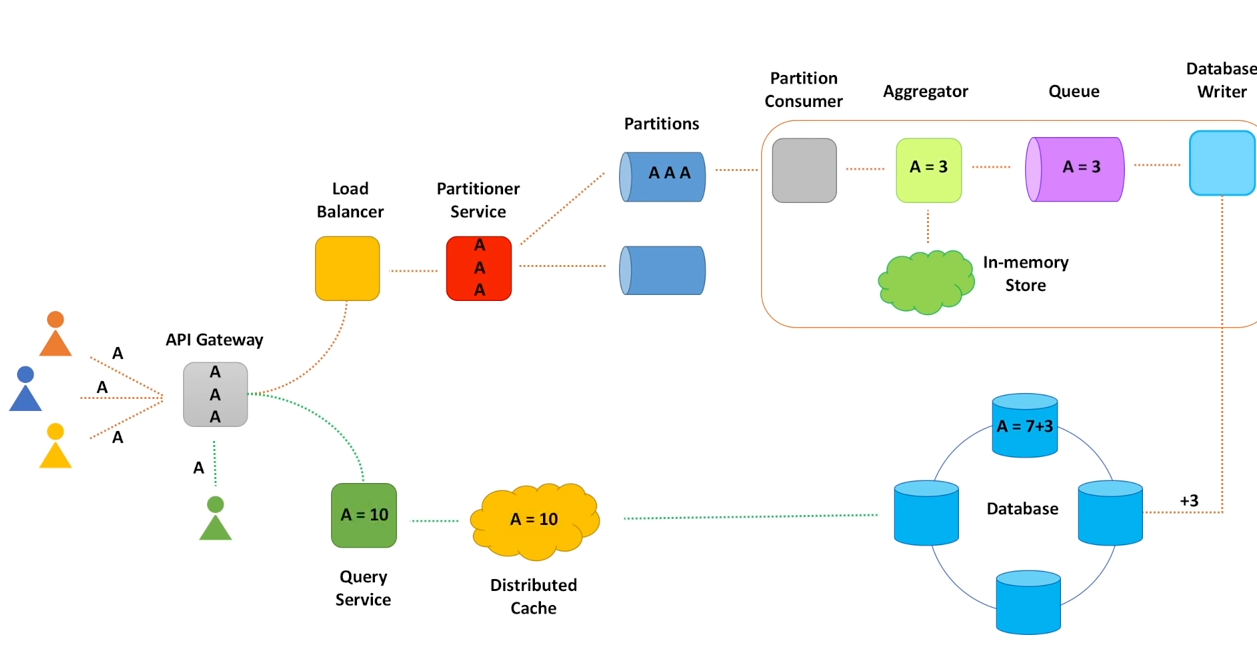 Partition
Consumer
Aggregator
Queue
Database
Writer
Partitions
A A A
A = 3
A = 3
Load
Balancer
Partitioner
Service
A
A
A
In-memory
Store
API Gateway
A
A
A
A
A
A
A
A = 7+3
Database
+3
A = 10
A = 10
Query
Service
Distributed
Cache